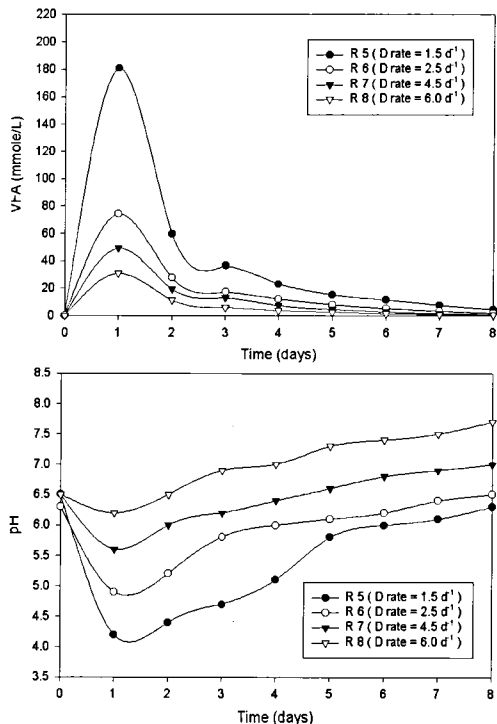 220
200
180
160
140
120
100
80
60
40
20
0
VFA (mmole/L)
R 5 ( D rate = 1.5 d⁻¹)
R 6 ( D rate = 2.5 d⁻¹)
R 7 ( D rate = 4.5 d⁻¹)
R 8 ( D rate = 6.0 d⁻¹)
0 1 2 3 4 5 6 7 8
Time (days)
8.5
8.0
7.5
7.0
6.5
6.0
5.5
5.0
4.5
4.0
3.5
pH
R 5 ( D rate = 1.5 d⁻¹)
R 6 ( D rate = 2.5 d⁻¹)
R 7 ( D rate = 4.5 d⁻¹)
R 8 ( D rate = 6.0 d⁻¹)
0 1 2 3 4 5 6 7 8
Time (days)